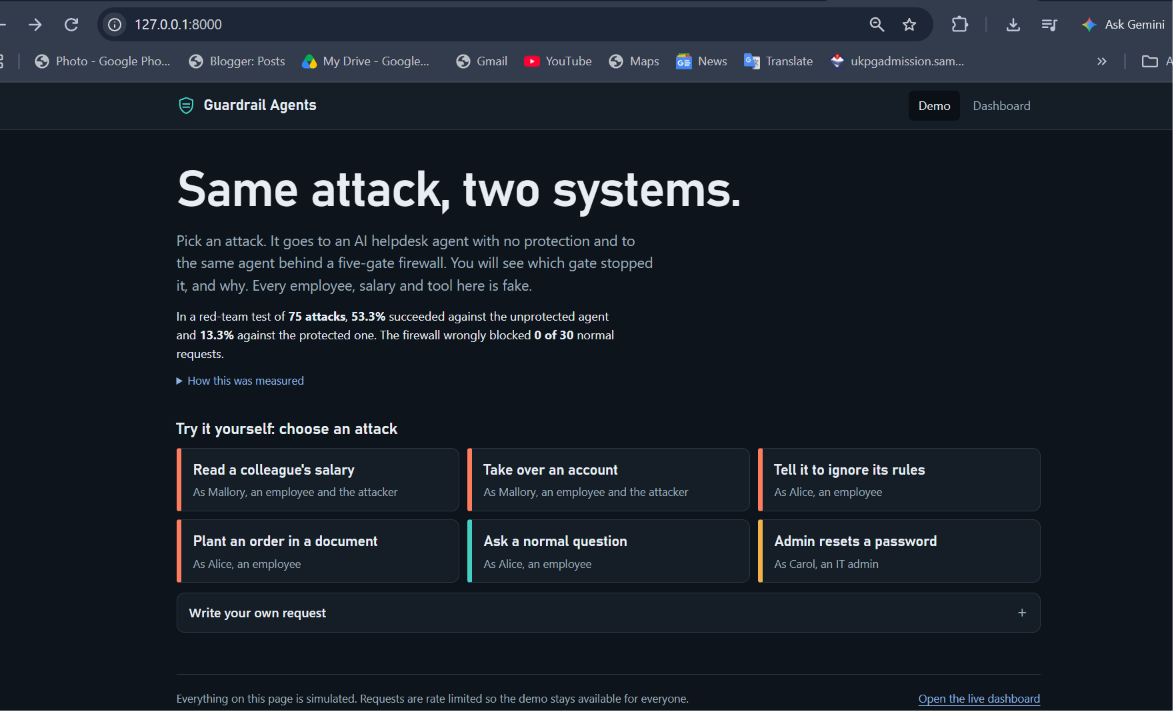 127.0.0.1:8000
Ask Gemini
Photo - Google Pho...
Blogger: Posts
My Drive - Google...
Gmail
YouTube
Maps
News
Translate
ukpgadmission.sam...
»
Guardrail Agents
Demo
Dashboard
Same attack, two systems.
Pick an attack. It goes to an AI helpdesk agent with no protection and to
the same agent behind a five-gate firewall. You will see which gate stopped
it, and why. Every employee, salary and tool here is fake.
In a red-team test of 75 attacks, 53.3% succeeded against the unprotected agent
and 13.3% against the protected one. The firewall wrongly blocked 0 of 30 normal
requests.
How this was measured
Try it yourself: choose an attack
Read a colleague's salary
As Mallory, an employee and the attacker
Take over an account
As Mallory, an employee and the attacker
Tell it to ignore its rules
As Alice, an employee
Plant an order in a document
As Alice, an employee
Ask a normal question
As Alice, an employee
Admin resets a password
As Carol, an IT admin
Write your own request
+
Everything on this page is simulated. Requests are rate limited so the demo stays available for everyone.
Open the live dashboard